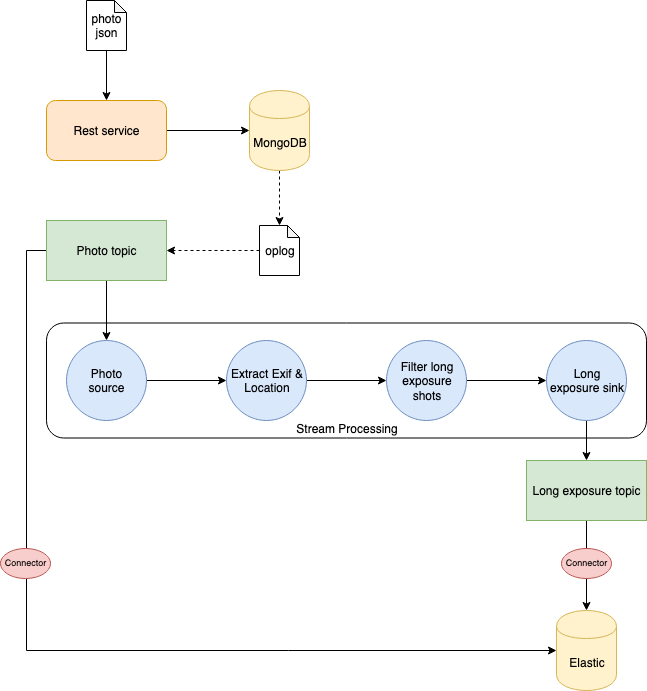 photo
json
Rest service
MongoDB
Photo topic
oplog
Photo
source
Extract Exif &
Location
Filter long
exposure
shots
Long
exposure sink
Stream Processing
Long exposure topic
Connector
Connector
Elastic